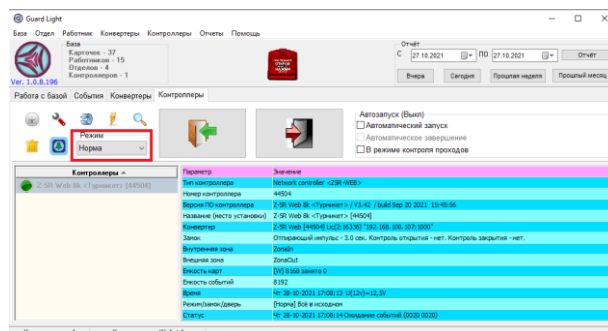 Guard Light
База Отдел Работник Конвертеры Контроллеры Отчеты Помощь
База
Карточек - 37
Работников - 15
Отделов - 4
Контроллеров - 1
Ver. 1.0.8.196
Отчёт
С 27.10.2021 ПО 27.10.2021 Отчёт
Вчера Сегодня Прошлая неделя Прошлый месяц
Работа с базой События Конвертеры Контроллеры
Режим
Норма
Автозапуск (Выкл)
Автоматический запуск
Автоматическое завершение
В режиме контроля проходов
Контроллеры
Z-5R Web 8k <Турникет> [44504]
Параметр Значение
Тип контроллера Network controller <Z5R-WEB>
Номер контроллера 44504
Версия ПО контроллера Z-5R Web 8k <Турникет> / V3.42 / build Sep 20 2021 15:45:56
Название (место установки) Z-5R Web 8k <Турникет> [44504]
Конвертер Z-5R Web [44504] Lic(2:16336) "192.168.100.107:1000"
Замок Отпирающий импульс - 3.0 сек. Контроль открытия - нет. Контроль закрытия - нет.
Внутренняя зона ZonaIn
Внешняя зона ZonaOut
Емкость карт [W] 8168 занято 0
Емкость событий 8192
Время Чт 28-10-2021 17:08:13 U(12v)=12,5V
Режим/замок/дверь [Норма] Всё в исходном
Статус Чт 28-10-2021 17:08:14 Ожидание событий (0020 0020)